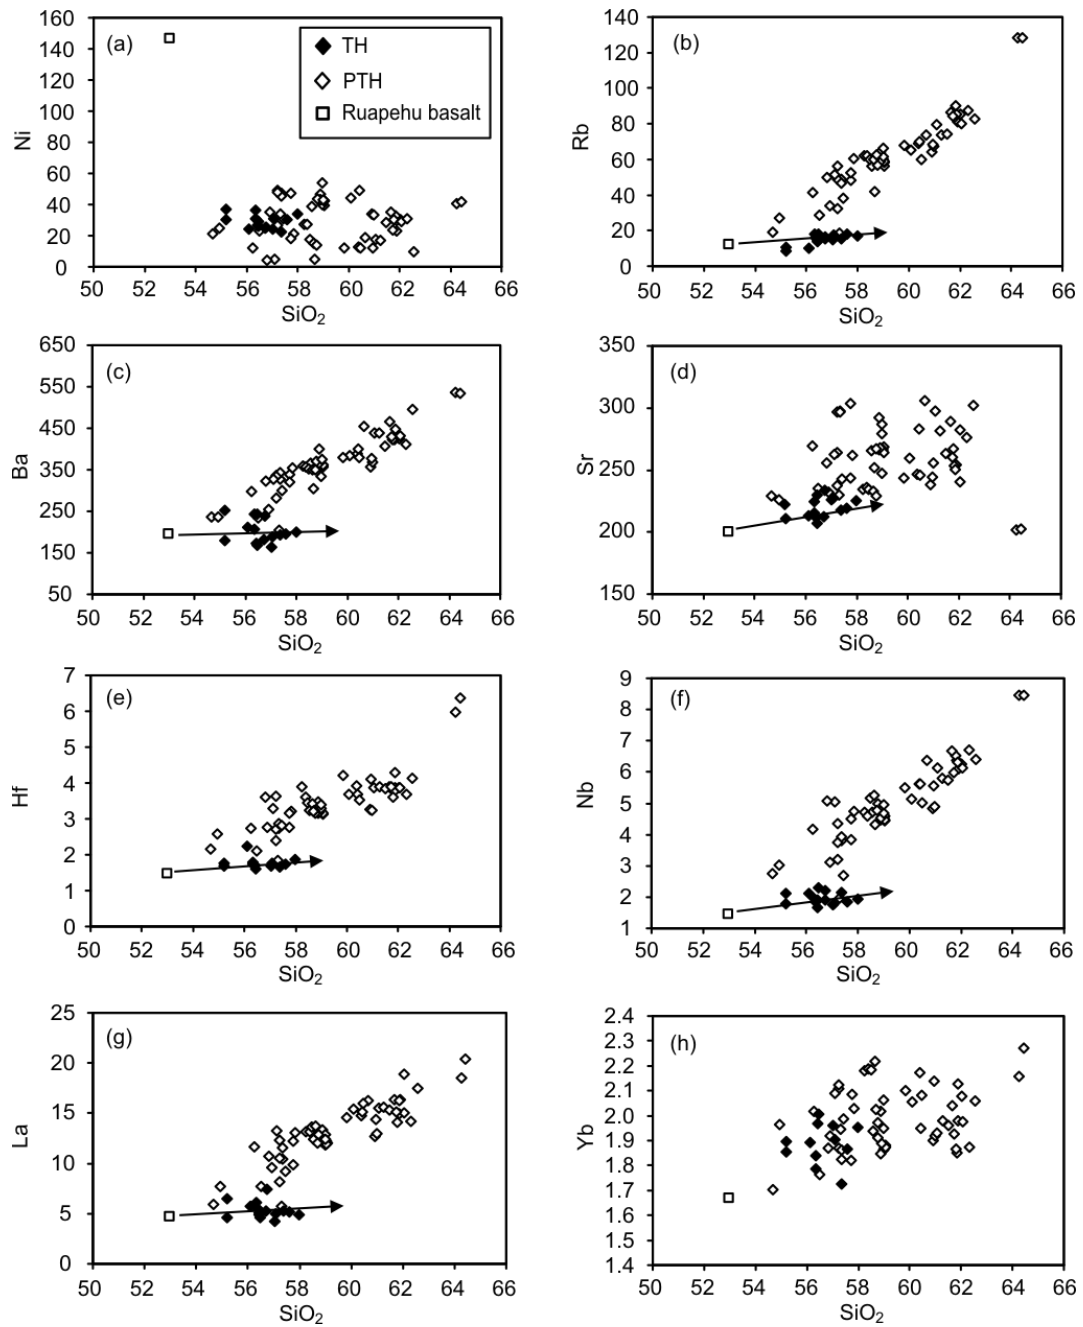 (a)
TH
PTH
Ruapehu basalt
Ni
160
140
120
100
80
60
40
20
0
50 52 54 56 58 60 62 64 66
SiO₂
(b)
Rb
140
120
100
80
60
40
20
0
50 52 54 56 58 60 62 64 66
SiO₂
(c)
Ba
650
550
450
350
250
150
50
50 52 54 56 58 60 62 64 66
SiO₂
(d)
Sr
350
300
250
200
150
50 52 54 56 58 60 62 64 66
SiO₂
(e)
Hf
7
6
5
4
3
2
1
0
50 52 54 56 58 60 62 64 66
SiO₂
(f)
Nb
9
8
7
6
5
4
3
2
1
50 52 54 56 58 60 62 64 66
SiO₂
(g)
La
25
20
15
10
5
0
50 52 54 56 58 60 62 64 66
SiO₂
(h)
Yb
2.4
2.3
2.2
2.1
2.0
1.9
1.8
1.7
1.6
1.5
1.4
50 52 54 56 58 60 62 64 66
SiO₂